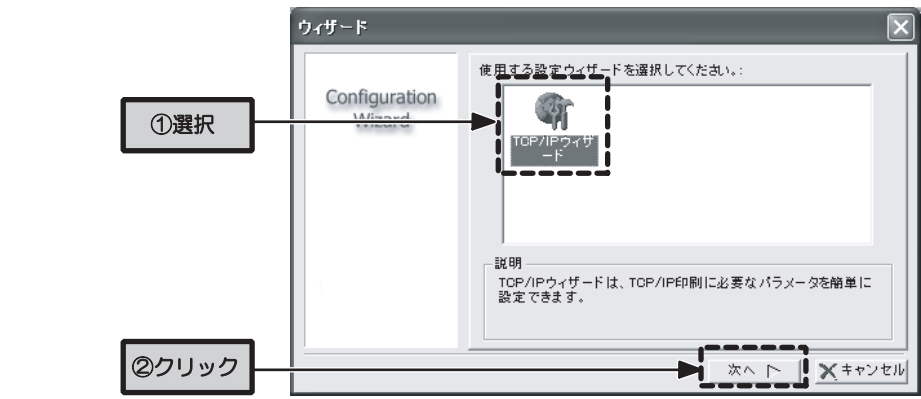 ウィザード
使用する設定ウィザードを選択してください。:
Configuration
Wizard
①選択
TCP/IPウィザ
ード
説明
TCP/IPウィザードは、TCP/IP印刷に必要なパラメータを簡単に
設定できます。
②クリック
次へ
キャンセル